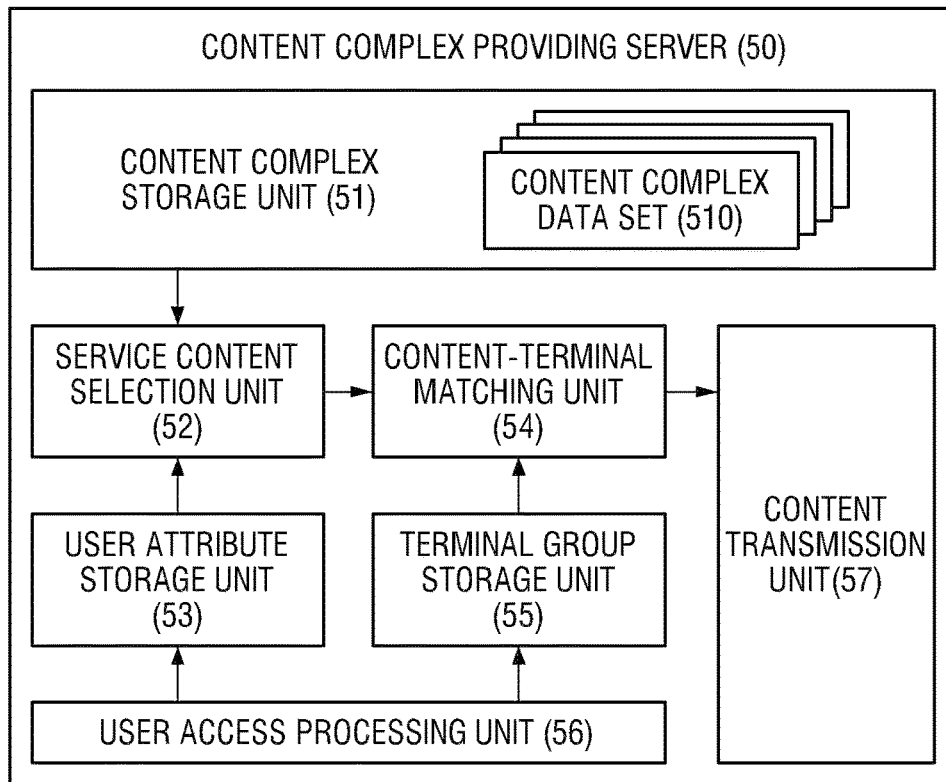 CONTENT COMPLEX PROVIDING SERVER (50)
CONTENT COMPLEX
STORAGE UNIT (51)
CONTENT COMPLEX
DATA SET (510)
SERVICE CONTENT
SELECTION UNIT
(52)
CONTENT-TERMINAL
MATCHING UNIT
(54)
USER ATTRIBUTE
STORAGE UNIT
(53)
TERMINAL GROUP
STORAGE UNIT
(55)
CONTENT
TRANSMISSION
UNIT(57)
USER ACCESS PROCESSING UNIT (56)